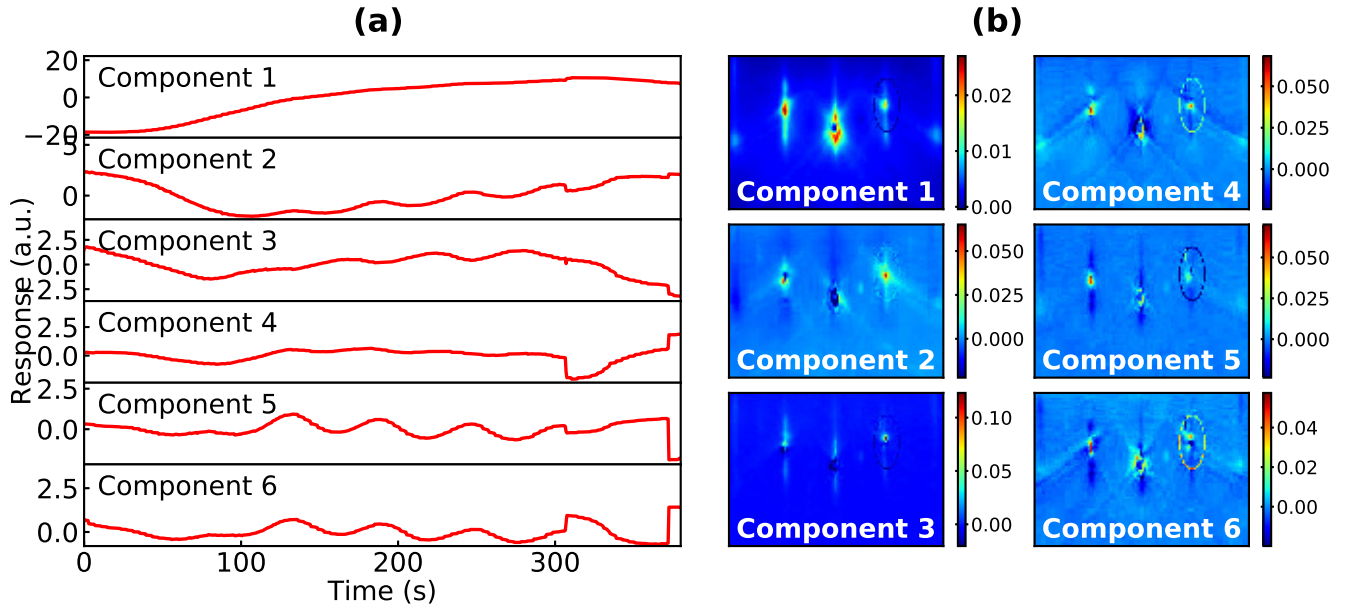 (a)
Response (a.u.)
20
0
−20
Component 1
5
0
Component 2
2.5
0.0
2.5
Component 3
2.5
0.0
Component 4
2.5
0.0
Component 5
2.5
0.0
Component 6
0 100 200 300
Time (s)
(b)
Component 1
0.02
0.01
0.00
Component 4
0.050
0.025
0.000
Component 2
0.050
0.025
0.000
Component 5
0.050
0.025
0.000
Component 3
0.10
0.05
0.00
Component 6
0.04
0.02
0.00